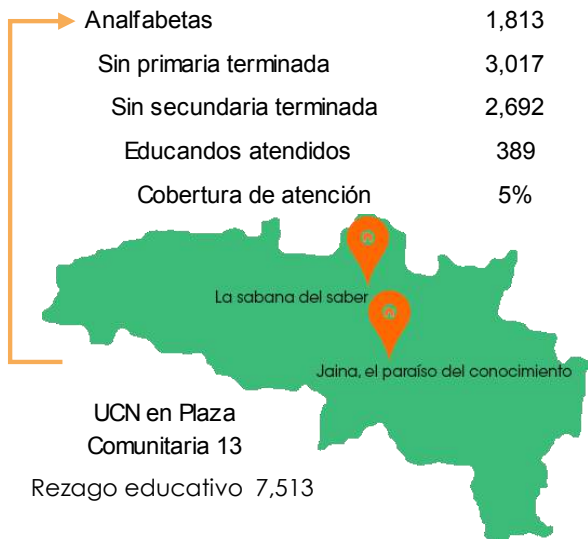 Analfabetas 1,813
Sin primaria terminada 3,017
Sin secundaria terminada 2,692
Educandos atendidos 389
Cobertura de atención 5%
La sabana del saber
Jaina, el paraíso del conocimiento
UCN en Plaza
Comunitaria 13
Rezago educativo 7,513